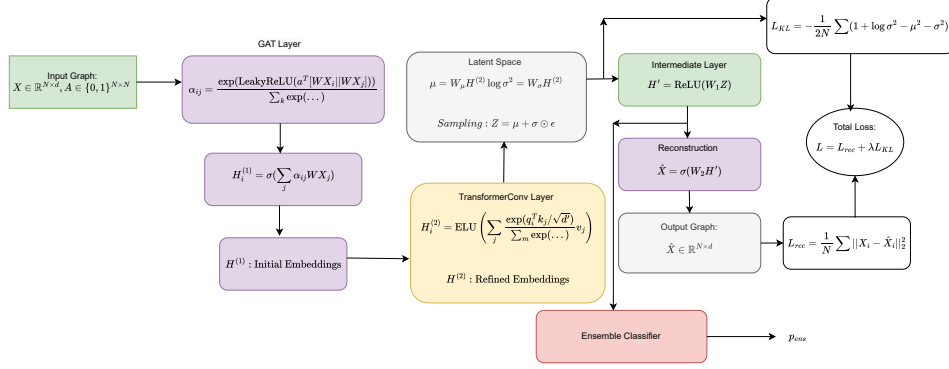 Input Graph:
X ∈ ℝ^{N×d}, A ∈ {0, 1}^{N×N}
GAT Layer
α_{ij} = exp(LeakyReLU(a^T[WX_i||WX_j])) / ∑_k exp(...)
H_i^{(1)} = σ(∑_j α_{ij}WX_j)
H^{(1)} : Initial Embeddings
Latent Space
μ = W_μH^{(2)} log σ^2 = W_σH^{(2)}
Sampling : Z = μ + σ ⊙ ϵ
TransformerConv Layer
H_i^{(2)} = ELU(∑_j exp(q_i^T k_j/√d′) / ∑_m exp(...) v_j)
H^{(2)} : Refined Embeddings
Intermediate Layer
H′ = ReLU(W_1Z)
Reconstruction
X̂ = σ(W_2H′)
Output Graph:
X̂ ∈ ℝ^{N×d}
L_{KL} = −1/2N ∑(1 + log σ^2 − μ^2 − σ^2)
Total Loss:
L = L_{rec} + λL_{KL}
L_{rec} = 1/N ∑ ||X_i − X̂_i||_2^2
Ensemble Classifier
p_{ens}